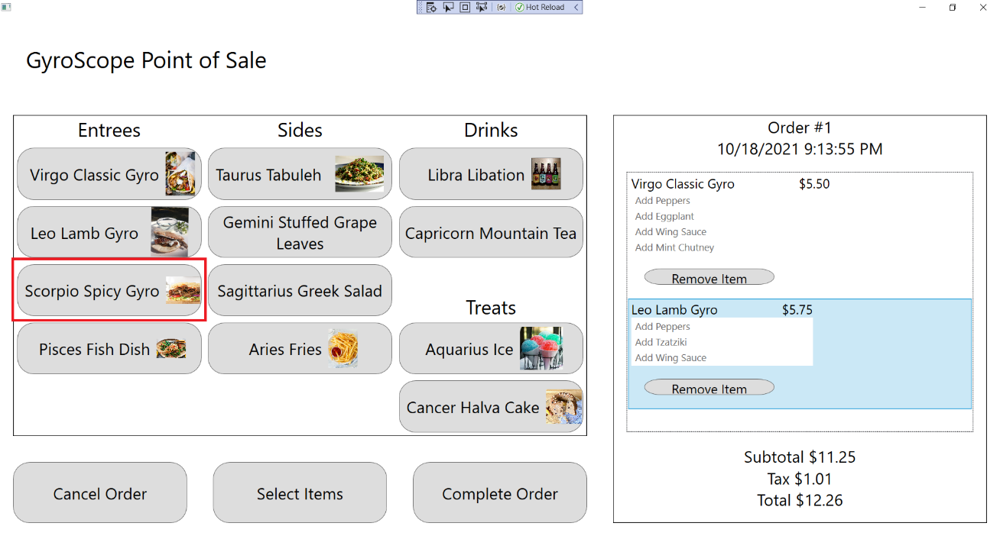 Hot Reload
GyroScope Point of Sale
Entrees
Virgo Classic Gyro
Leo Lamb Gyro
Scorpio Spicy Gyro
Pisces Fish Dish
Sides
Taurus Tabuleh
Gemini Stuffed Grape
Leaves
Sagittarius Greek Salad
Aries Fries
Drinks
Libra Libation
Capricorn Mountain Tea
Treats
Aquarius Ice
Cancer Halva Cake
Cancel Order
Select Items
Complete Order
Order #1
10/18/2021 9:13:55 PM
Virgo Classic Gyro $5.50
Add Peppers
Add Eggplant
Add Wing Sauce
Add Mint Chutney
Remove Item
Leo Lamb Gyro $5.75
Add Peppers
Add Tzatziki
Add Wing Sauce
Remove Item
Subtotal $11.25
Tax $1.01
Total $12.26